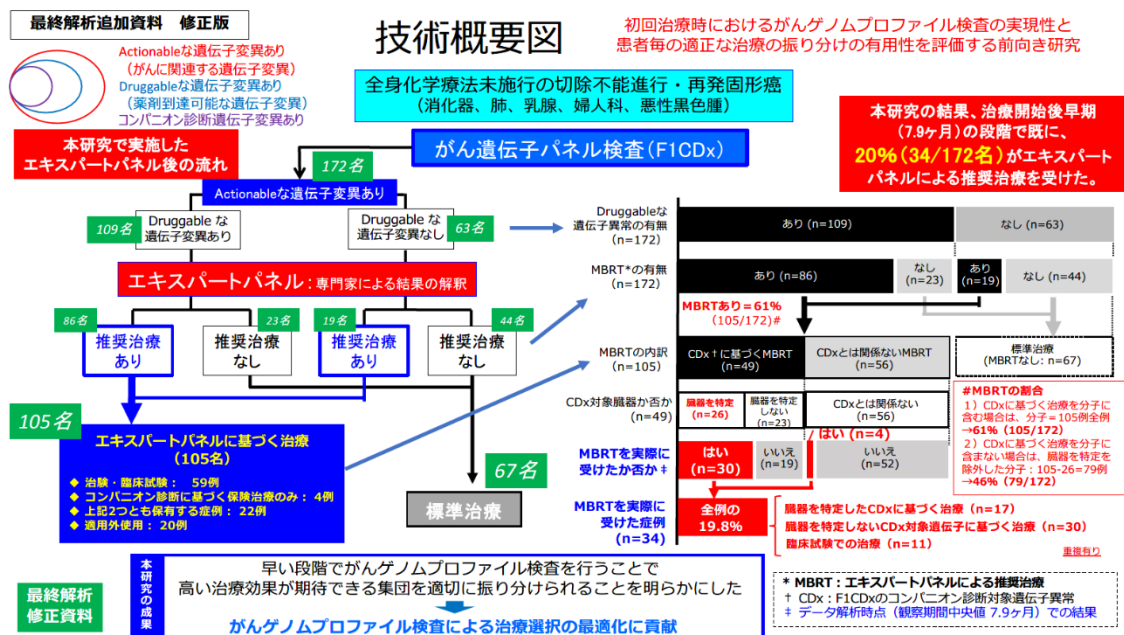 最終解析追加資料 修正版
技術概要図
初回治療時におけるがんゲノムプロファイル検査の実現性と
患者毎の適正な治療の振り分けの有用性を評価する前向き研究
Actionableな遺伝子変異あり
(がんに関連する遺伝子変異)
Druggableな遺伝子変異あり
(薬剤到達可能な遺伝子変異)
コンパニオン診断遺伝子変異あり
全身化学療法未施行の切除不能進行・再発固形癌
(消化器、肺、乳腺、婦人科、悪性黒色腫)
本研究の結果、治療開始後早期
(7.9ヶ月)の段階で既に、
20%(34/172名)がエキスパート
パネルによる推奨治療を受けた。
本研究で実施した
エキスパートパネル後の流れ
がん遺伝子パネル検査(F1CDx)
172名
Actionableな遺伝子変異あり
109名
Druggable な
遺伝子変異あり
Druggable な
遺伝子変異なし
63名
エキスパートパネル:専門家による結果の解釈
86名
23名
19名
44名
推奨治療
あり
推奨治療
なし
推奨治療
あり
推奨治療
なし
105名
エキスパートパネルに基づく治療
(105名)
◆ 治験・臨床試験: 59例
◆ コンパニオン診断に基づく保険治療のみ: 4例
◆ 上記2つとも保有する症例: 22例
◆ 適用外使用: 20例
67名
標準治療
Druggableな
遺伝子異常の有無
(n=172)
あり (n=109)
なし (n=63)
MBRT*の有無
(n=172)
あり (n=86)
なし
(n=23)
あり
(n=19)
なし (n=44)
MBRTあり=61%
(105/172)#
MBRTの内訳
(n=105)
CDx†に基づくMBRT
(n=49)
CDxとは関係ないMBRT
(n=56)
標準治療
(MBRTなし: n=67)
CDx対象臓器か否か
(n=49)
臓器を特定
(n=26)
臓器を特定
しない (n=23)
CDxとは関係ない
(n=56)
はい (n=4)
MBRTを実際に
受けたか否か‡
はい
(n=30)
いいえ
(n=19)
いいえ
(n=52)
#MBRTの割合
1)CDxに基づく治療を分子に
含む場合は、分子=105例全例
→61% (105/172)
2)CDxに基づく治療を分子に
含まない場合は、臓器を特定を
除外した分子:105-26=79例
→46% (79/172)
MBRTを実際に
受けた症例
(n=34)
全例の
19.8%
臓器を特定したCDxに基づく治療(n=17)
臓器を特定しないCDx対象遺伝子に基づく治療(n=30)
臨床試験での治療(n=11)
重複有り
最終解析
修正資料
本研究の成果
早い段階でがんゲノムプロファイル検査を行うことで
高い治療効果が期待できる集団を適切に振り分けられることを明らかにした
がんゲノムプロファイル検査による治療選択の最適化に貢献
* MBRT:エキスパートパネルによる推奨治療
† CDx:F1CDxのコンパニオン診断対象遺伝子異常
‡ データ解析時点(観察期間中央値 7.9ヶ月)での結果